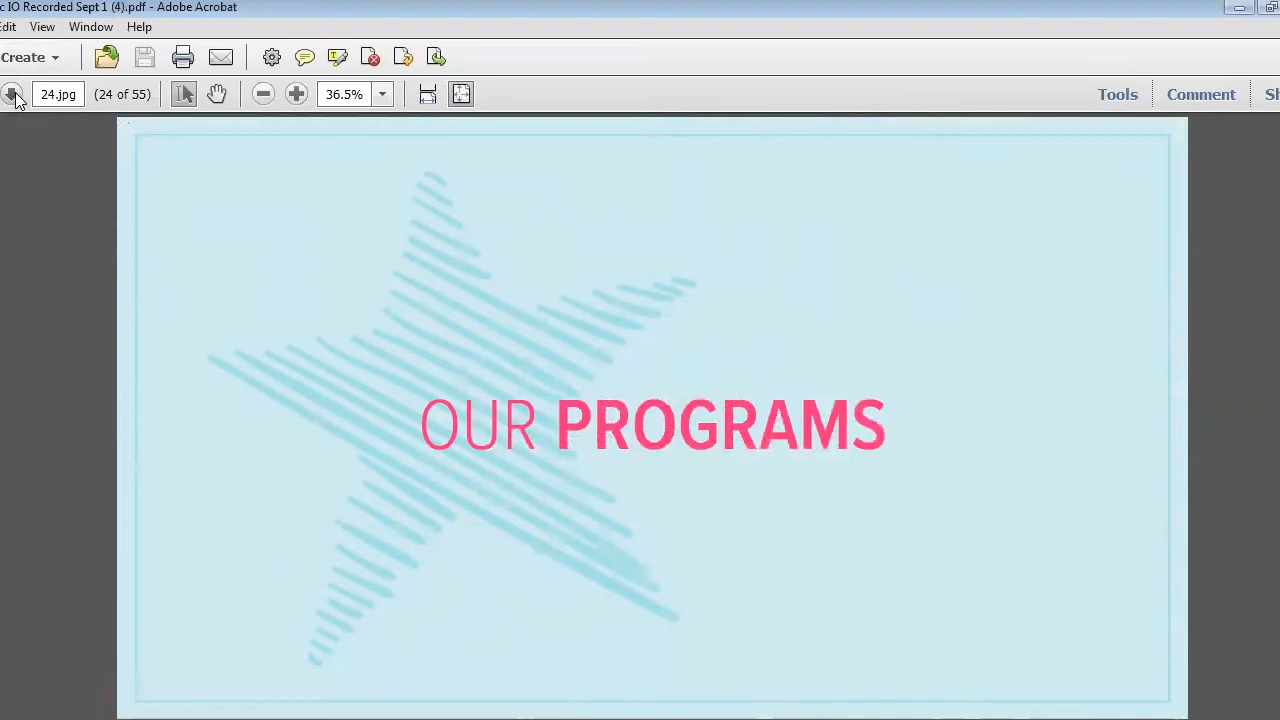 c IO Recorded Sept 1 (4).pdf - Adobe Acrobat
Edit View Window Help
Create
24.jpg (24 of 55) 36.5% Tools Comment Sh
OUR PROGRAMS